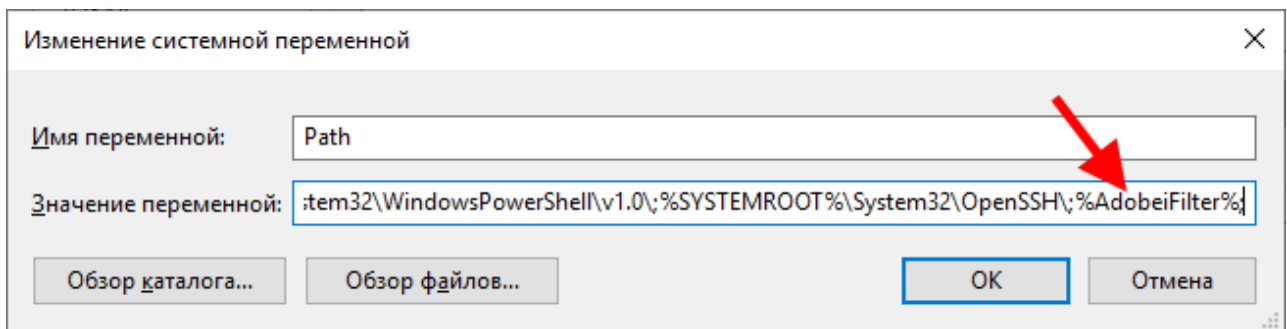 Изменение системной переменной
Имя переменной: Path
Значение переменной: stem32\WindowsPowerShell\v1.0\;%SYSTEMROOT%\System32\OpenSSH\;%AdobeiFilter%;
Обзор каталога... Обзор файлов... ОК Отмена